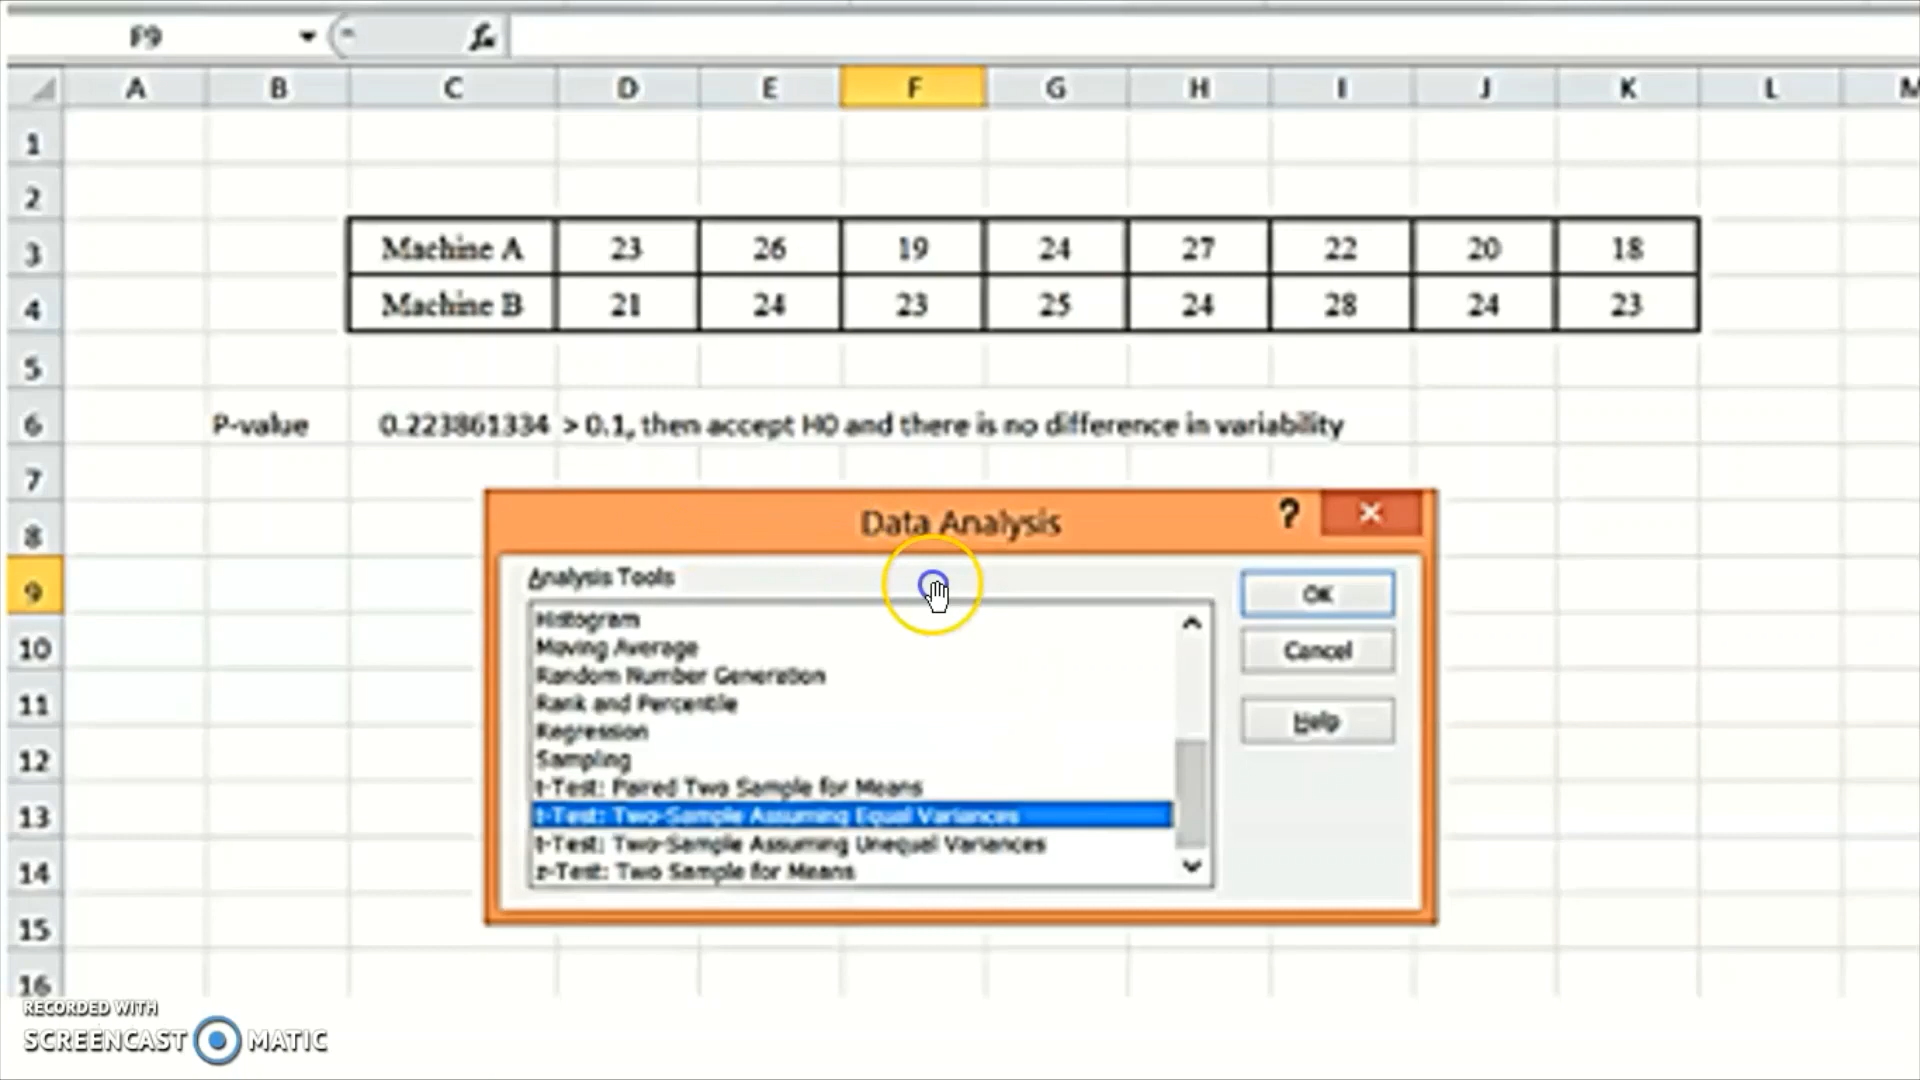 F9 fx
A B C D E F G H I J K L M
1
2
3 Machine A 23 26 19 24 27 22 20 18
4 Machine B 21 24 23 25 24 28 24 23
5
6 P-value 0.223861334 > 0.1, then accept H0 and there is no difference in variability
7
8
Data Analysis ? ×
9
Analysis Tools
OK
Histogram
Moving Average
Cancel
10
Random Number Generation
Rank and Percentile
11
Regression
Help
Sampling
12
t-Test: Paired Two Sample for Means
t-Test: Two-Sample Assuming Equal Variances
13
t-Test: Two-Sample Assuming Unequal Variances
z-Test: Two Sample for Means
14
15
16
RECORDED WITH
SCREENCAST MATIC